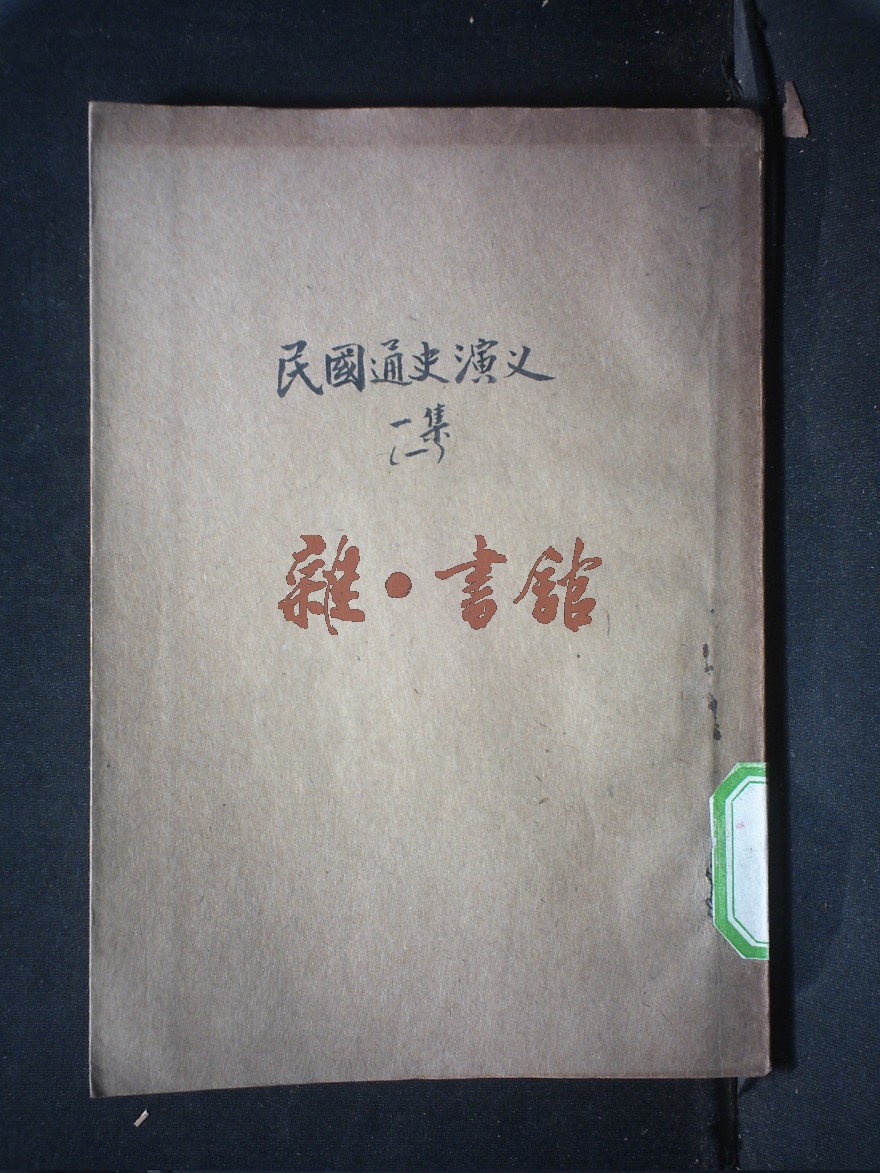 民國通史演义
一集
(一)
雜·書館